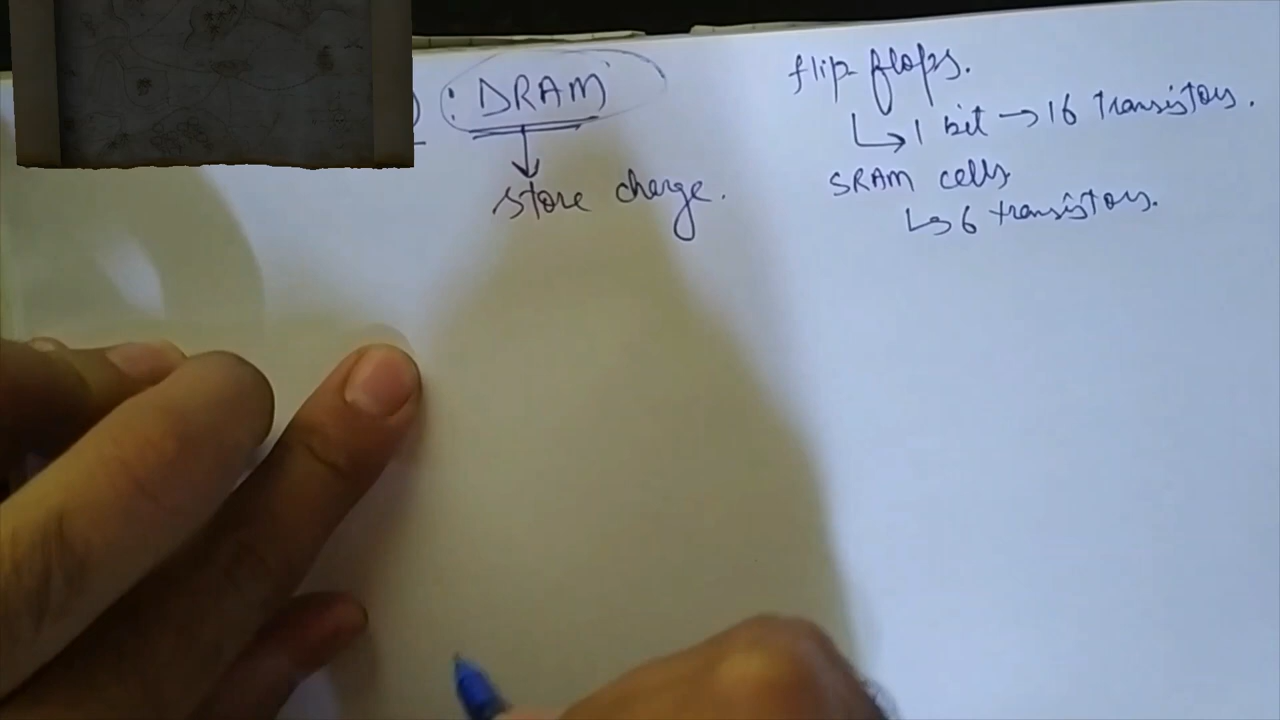 : DRAM
store charge.
flip-flops.
↳ 1 bit → 16 transistors.
SRAM cells
↳ 6 transistors.